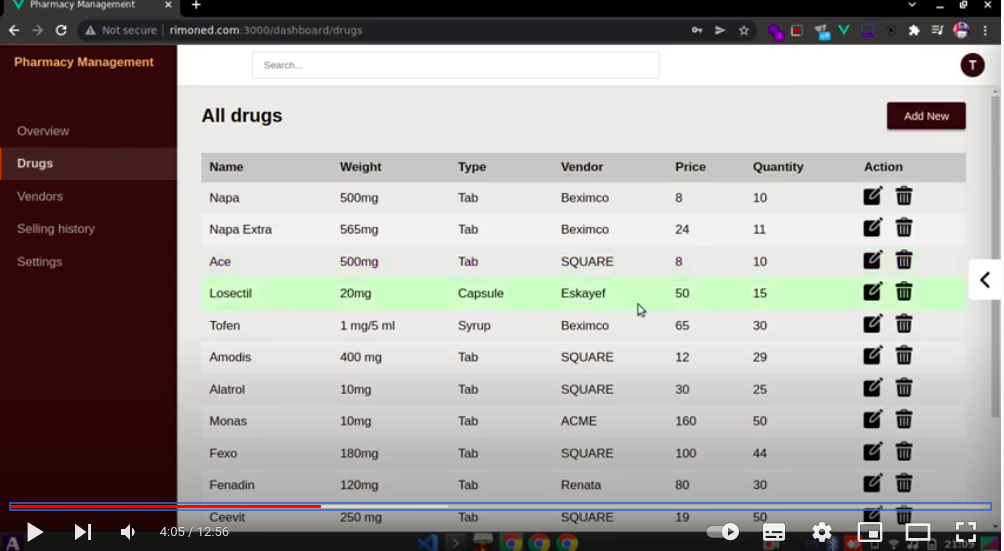 Pharmacy Management
Not secure | rimoned.com:3000/dashboard/drugs
Pharmacy Management
Search...
T
All drugs
Add New
Overview
Drugs
Vendors
Selling history
Settings
Name Weight Type Vendor Price Quantity Action
Napa 500mg Tab Beximco 8 10
Napa Extra 565mg Tab Beximco 24 11
Ace 500mg Tab SQUARE 8 10
Losectil 20mg Capsule Eskayef 50 15
Tofen 1 mg/5 ml Syrup Beximco 65 30
Amodis 400 mg Tab SQUARE 12 29
Alatrol 10mg Tab SQUARE 30 25
Monas 10mg Tab ACME 160 50
Fexo 180mg Tab SQUARE 100 44
Fenadin 120mg Tab Renata 80 30
Ceevit 250 mg Tab SQUARE 19 50
4:05 / 12:56
A
21:09